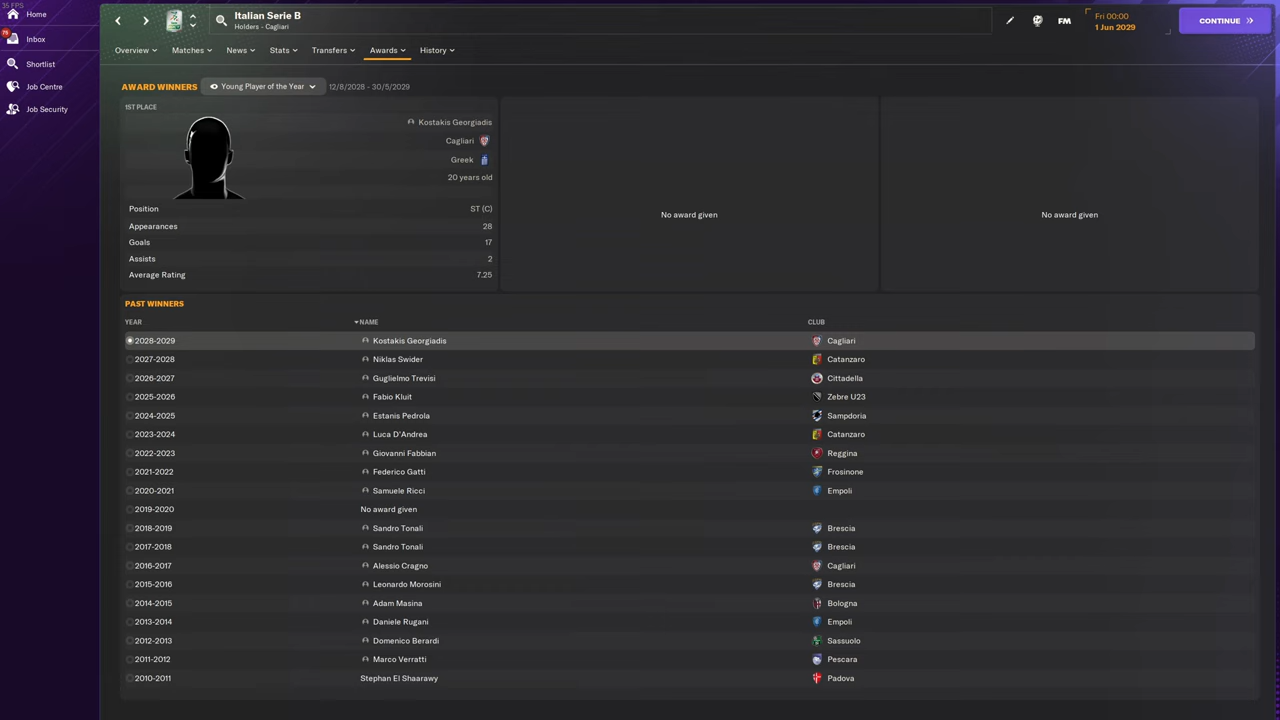 35 FPS
Home
Inbox
75
Shortlist
Job Centre
Job Security
Italian Serie B
Holders - Cagliari
FM
Fri 00:00
1 Jun 2029
CONTINUE
Overview
Matches
News
Stats
Transfers
Awards
History
AWARD WINNERS
Young Player of the Year
12/8/2028 - 30/5/2029
1ST PLACE
Kostakis Georgiadis
Cagliari
Greek
20 years old
Position ST (C)
Appearances 28
Goals 17
Assists 2
Average Rating 7.25
No award given
No award given
PAST WINNERS
YEAR NAME CLUB
2028-2029 Kostakis Georgiadis Cagliari
2027-2028 Niklas Swider Catanzaro
2026-2027 Guglielmo Trevisi Cittadella
2025-2026 Fabio Kluit Zebre U23
2024-2025 Estanis Pedrola Sampdoria
2023-2024 Luca D'Andrea Catanzaro
2022-2023 Giovanni Fabbian Reggina
2021-2022 Federico Gatti Frosinone
2020-2021 Samuele Ricci Empoli
2019-2020 No award given
2018-2019 Sandro Tonali Brescia
2017-2018 Sandro Tonali Brescia
2016-2017 Alessio Cragno Cagliari
2015-2016 Leonardo Morosini Brescia
2014-2015 Adam Masina Bologna
2013-2014 Daniele Rugani Empoli
2012-2013 Domenico Berardi Sassuolo
2011-2012 Marco Verratti Pescara
2010-2011 Stephan El Shaarawy Padova